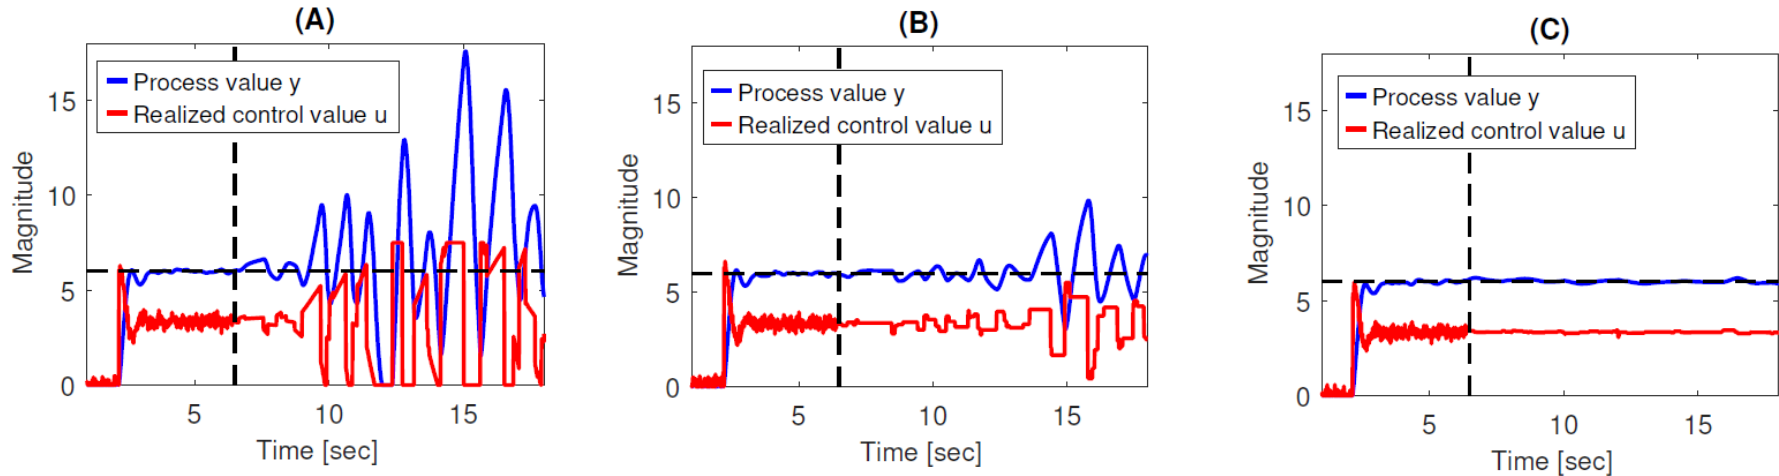 (A)
Process value y
Realized control value u
15
10
5
0
Magnitude
5
10
15
Time [sec]
(B)
Process value y
Realized control value u
15
10
5
0
Magnitude
5
10
15
Time [sec]
(C)
Process value y
Realized control value u
15
10
5
0
Magnitude
5
10
15
Time [sec]